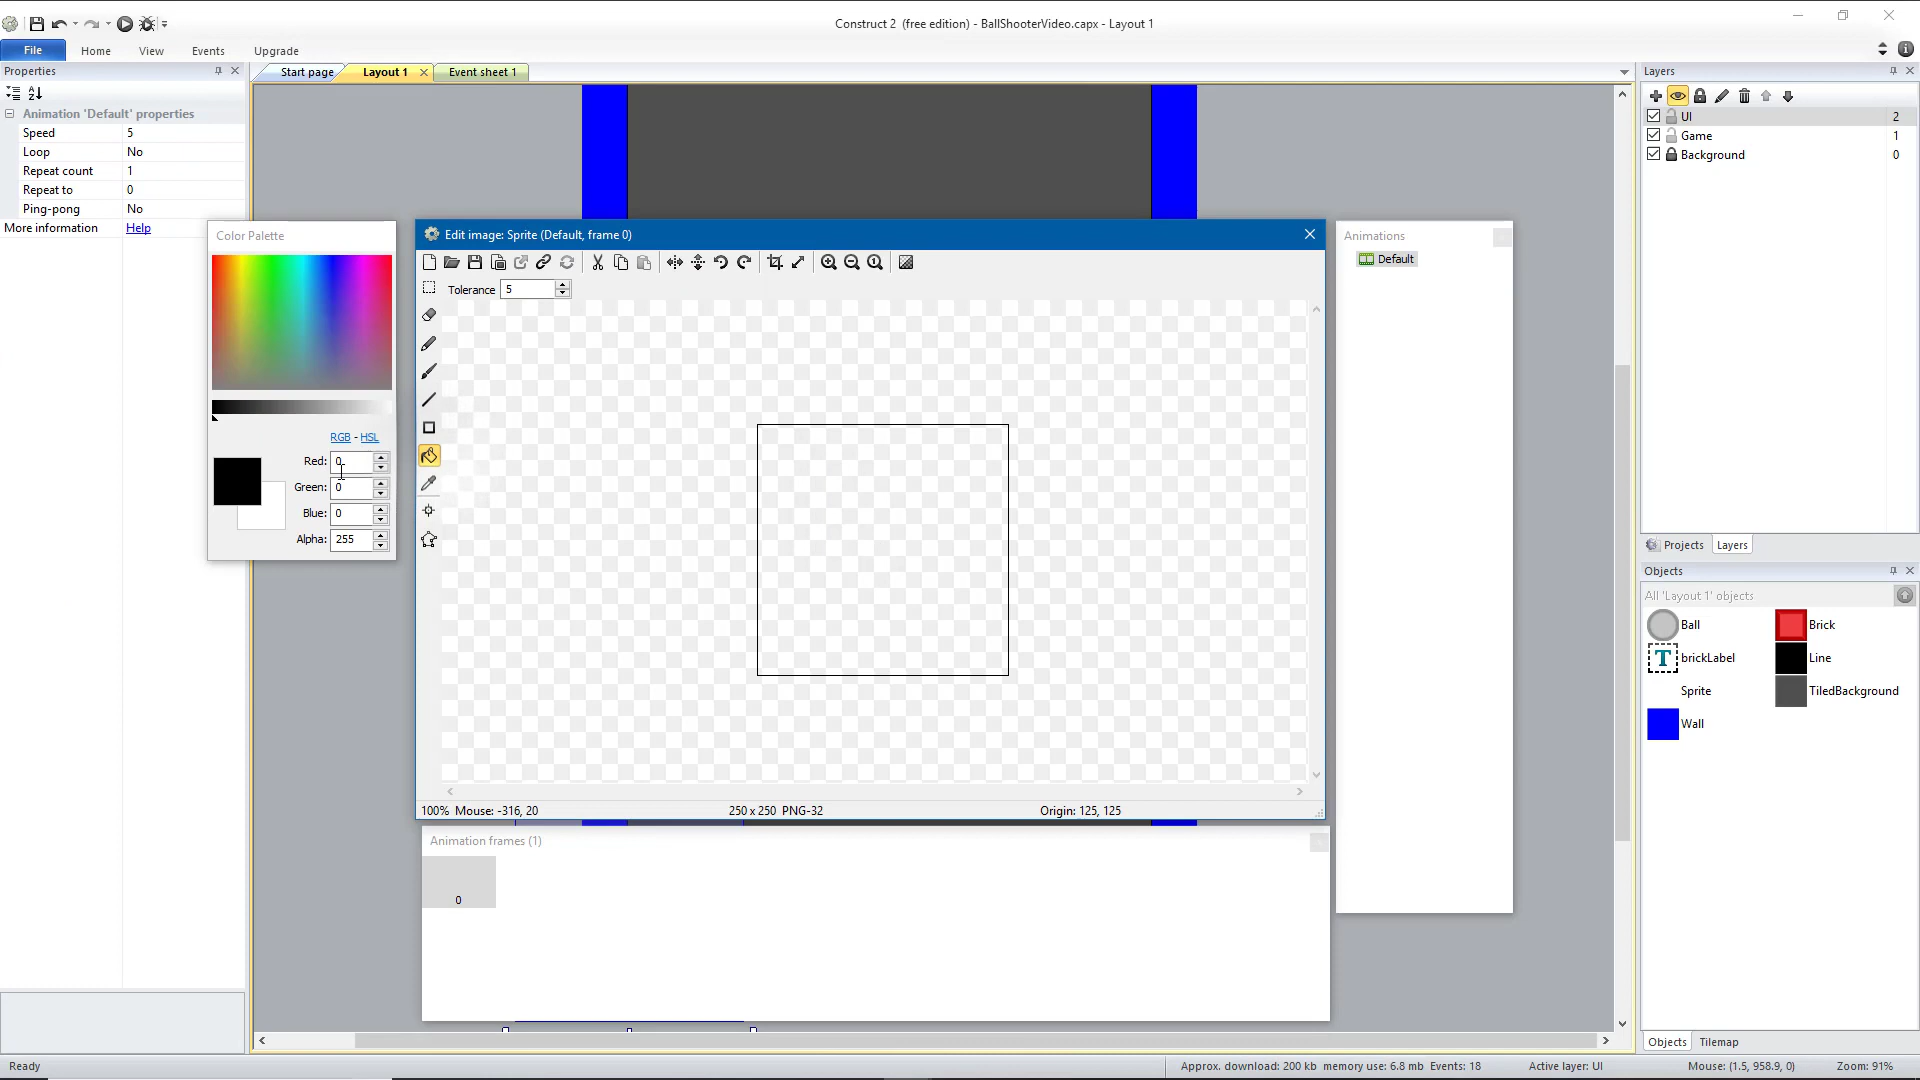 Construct 2 (free edition) - BallShooterVideo.capx - Layout 1
File Home View Events Upgrade
Properties
Start page Layout 1 Event sheet 1
Layers
Animation 'Default' properties
Speed 5
Loop No
Repeat count 1
Repeat to 0
Ping-pong No
More information Help
UI 2
Game 1
Background 0
Color Palette
RGB - HSL
Red: 0
Green: 0
Blue: 0
Alpha: 255
Edit image: Sprite (Default, frame 0)
Tolerance 5
100% Mouse: -316, 20 250 x 250 PNG-32 Origin: 125, 125
Animations
Default
Animation frames (1)
0
Projects Layers
Objects
All 'Layout 1' objects
Ball Brick
T brickLabel Line
Sprite TiledBackground
Wall
Objects Tilemap
Ready Approx. download: 200 kb memory use: 6.8 mb Events: 18 Active layer: UI Mouse: (1.5, 958.9, 0) Zoom: 91%